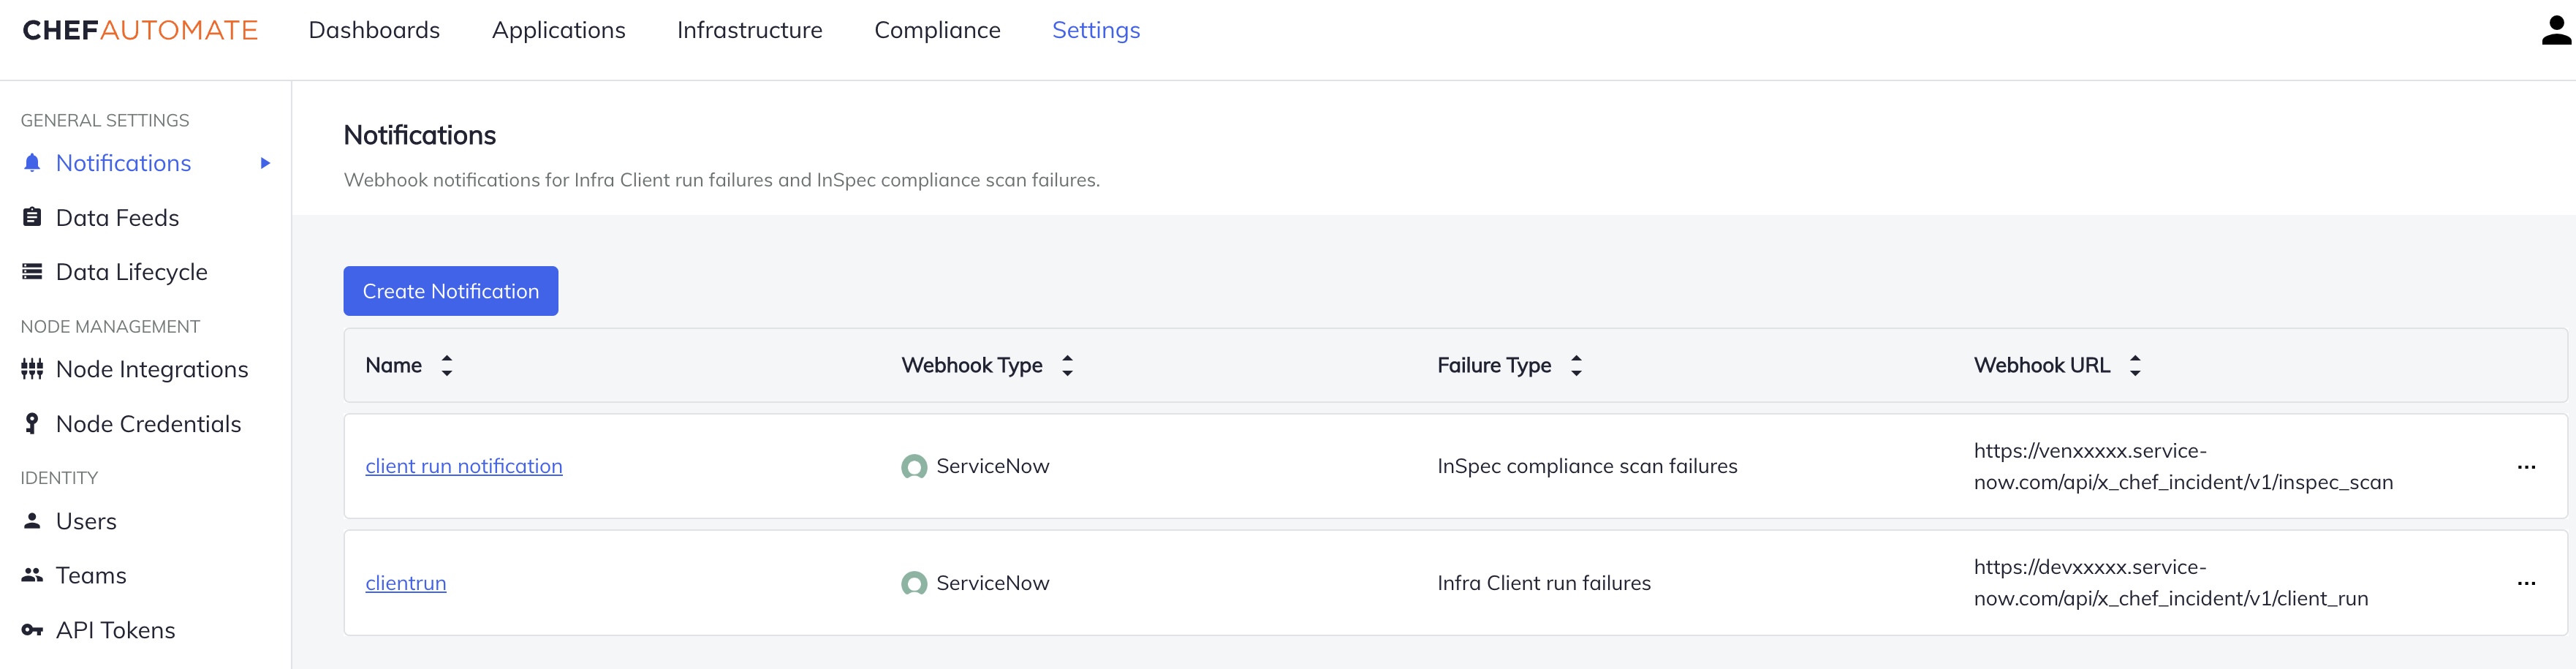 CHEFAUTOMATE Dashboards Applications Infrastructure Compliance Settings
GENERAL SETTINGS
Notifications
Data Feeds
Data Lifecycle
NODE MANAGEMENT
Node Integrations
Node Credentials
IDENTITY
Users
Teams
API Tokens
Notifications
Webhook notifications for Infra Client run failures and InSpec compliance scan failures.
Create Notification
Name Webhook Type Failure Type Webhook URL
client run notification ServiceNow InSpec compliance scan failures https://venxxxxx.service-
now.com/api/x_chef_incident/v1/inspec_scan
...
clientrun ServiceNow Infra Client run failures https://devxxxxx.service-
now.com/api/x_chef_incident/v1/client_run
...